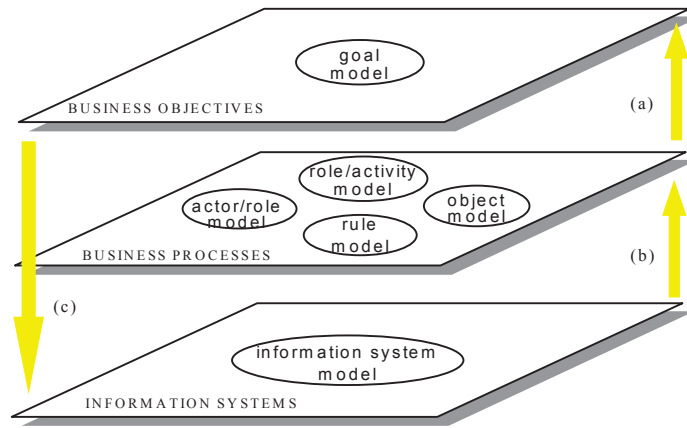 goal
model
BUSINESS OBJECTIVES
(a)
role/activity
model
actor/role
model
object
model
rule
model
BUSINESS PROCESSES
(b)
(c)
information system
model
INFORMATION SYSTEMS